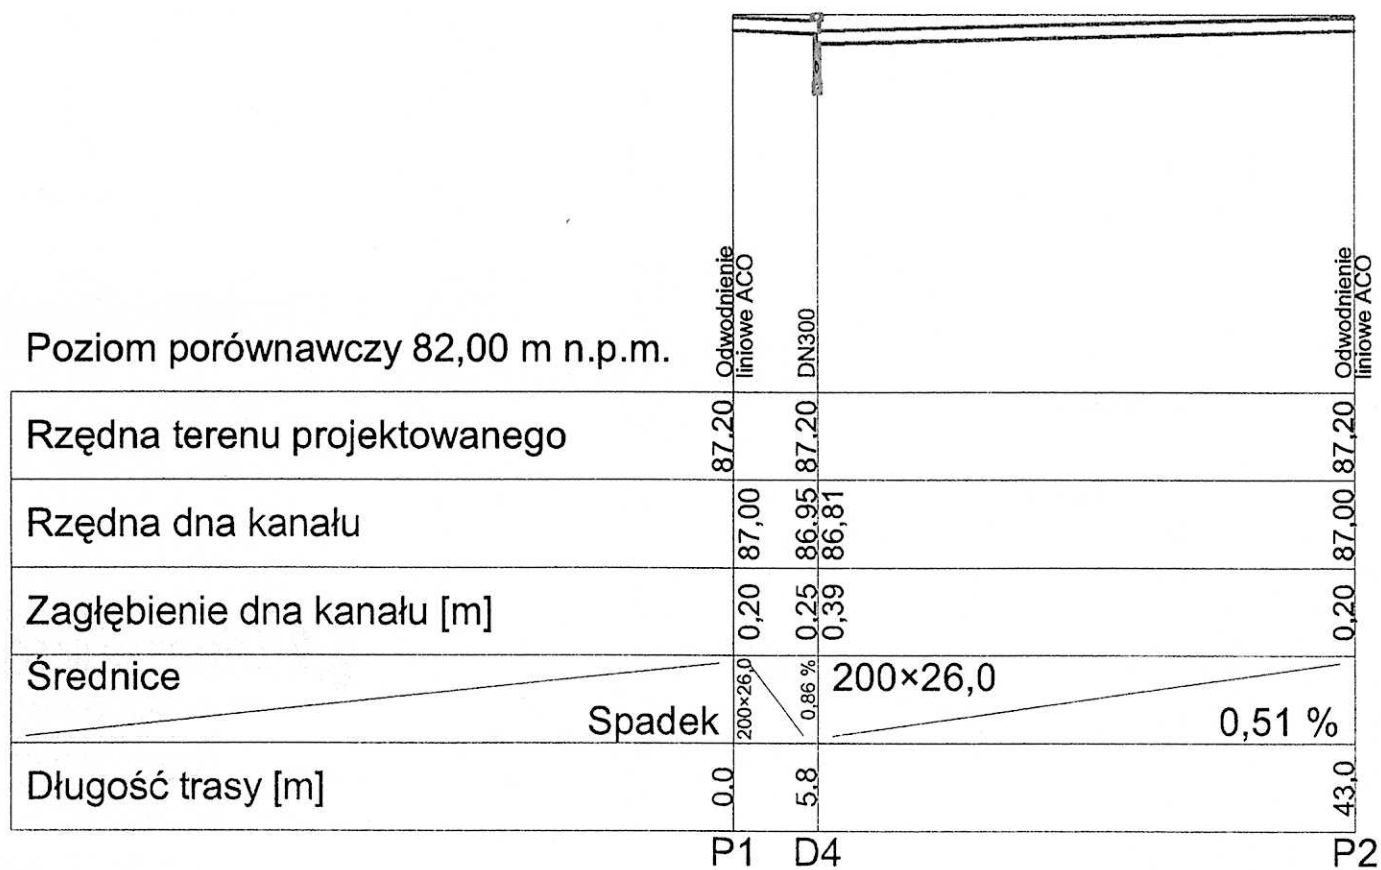 Odwodnienie
liniowe ACO
DN300
Odwodnienie
liniowe ACO
Poziom porównawczy 82,00 m n.p.m.
Rzędna terenu projektowanego
87.20
87.20
87,20
Rzędna dna kanału
87,00
86.95
86,81
87,00
Zagłębienie dna kanału [m]
0,20
0,25
0,39
0,20
Średnice
Spadek
200×26,0
0,86 %
200×26,0
0,51 %
Długość trasy [m]
0.0
5.8
43,0
P1 D4 P2